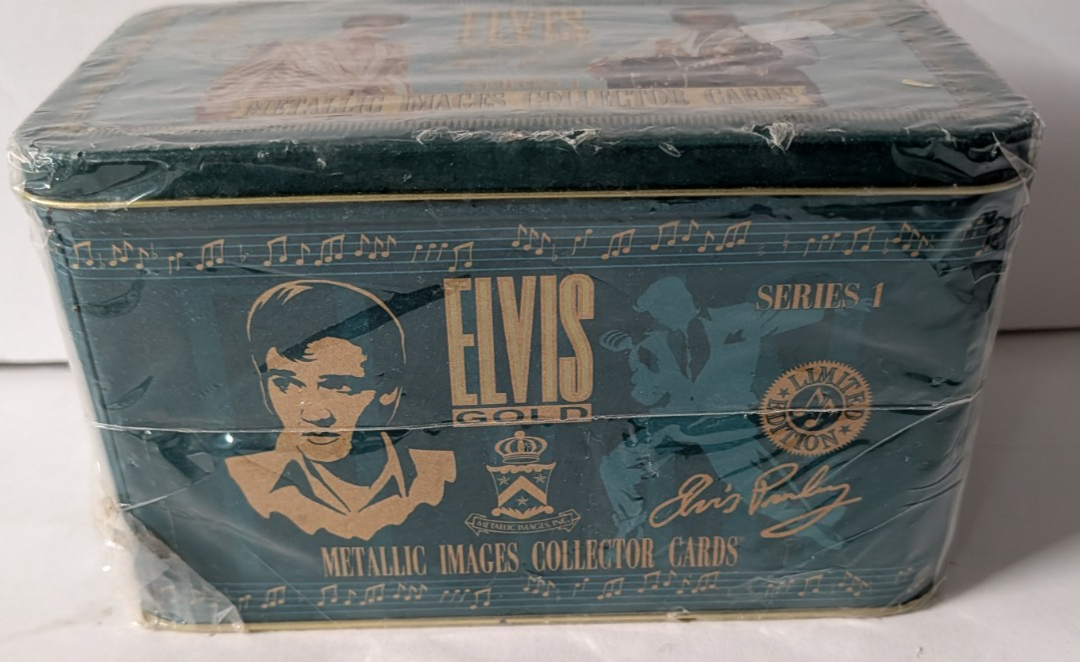 ELVIS
METALLIC IMAGES COLLECTOR CARDS
ELVIS
GOLD
SERIES 1
LIMITED
EDITION
METALLIC IMAGES, INC.
Elvis Presley
METALLIC IMAGES COLLECTOR CARDS